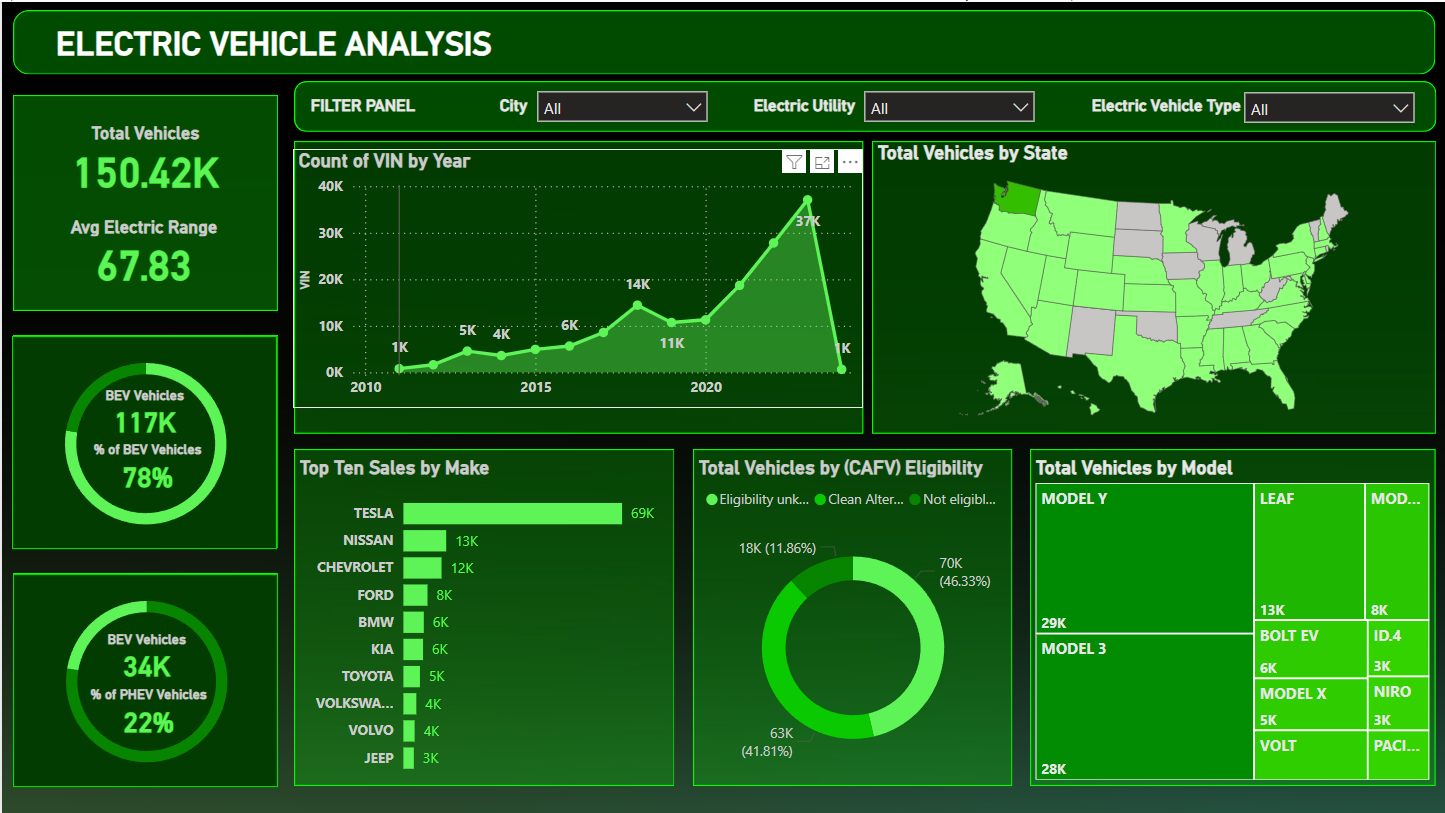 ELECTRIC VEHICLE ANALYSIS
FILTER PANEL
City
All
Electric Utility
All
Electric Vehicle Type
All
Total Vehicles
150.42K
Avg Electric Range
67.83
BEV Vehicles
117K
% of BEV Vehicles
78%
BEV Vehicles
34K
% of PHEV Vehicles
22%
Count of VIN by Year
...
VIN
40K
30K
20K
10K
0K
1K
5K
4K
6K
14K
11K
37K
1K
2010
2015
2020
Total Vehicles by State
Top Ten Sales by Make
TESLA 69K
NISSAN 13K
CHEVROLET 12K
FORD 8K
BMW 6K
KIA 6K
TOYOTA 5K
VOLKSWA... 4K
VOLVO 4K
JEEP 3K
Total Vehicles by (CAFV) Eligibility
Eligibility unk... Clean Alter... Not eligibl...
18K (11.86%)
70K
(46.33%)
63K
(41.81%)
Total Vehicles by Model
MODEL Y
29K
MODEL 3
28K
LEAF
13K
MOD...
8K
BOLT EV
6K
ID.4
3K
MODEL X
5K
NIRO
3K
VOLT
PACI...